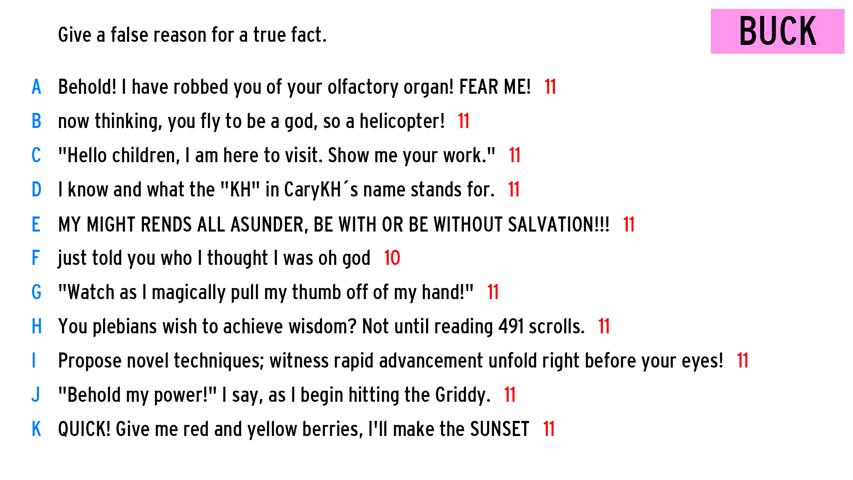 Give a false reason for a true fact.
BUCK
A Behold! I have robbed you of your olfactory organ! FEAR ME! 11
B now thinking, you fly to be a god, so a helicopter! 11
C "Hello children, I am here to visit. Show me your work." 11
D I know and what the "KH" in CaryKH´s name stands for. 11
E MY MIGHT RENDS ALL ASUNDER, BE WITH OR BE WITHOUT SALVATION!!! 11
F just told you who I thought I was oh god 10
G "Watch as I magically pull my thumb off of my hand!" 11
H You plebians wish to achieve wisdom? Not until reading 491 scrolls. 11
I Propose novel techniques; witness rapid advancement unfold right before your eyes! 11
J "Behold my power!" I say, as I begin hitting the Griddy. 11
K QUICK! Give me red and yellow berries, I'll make the SUNSET 11